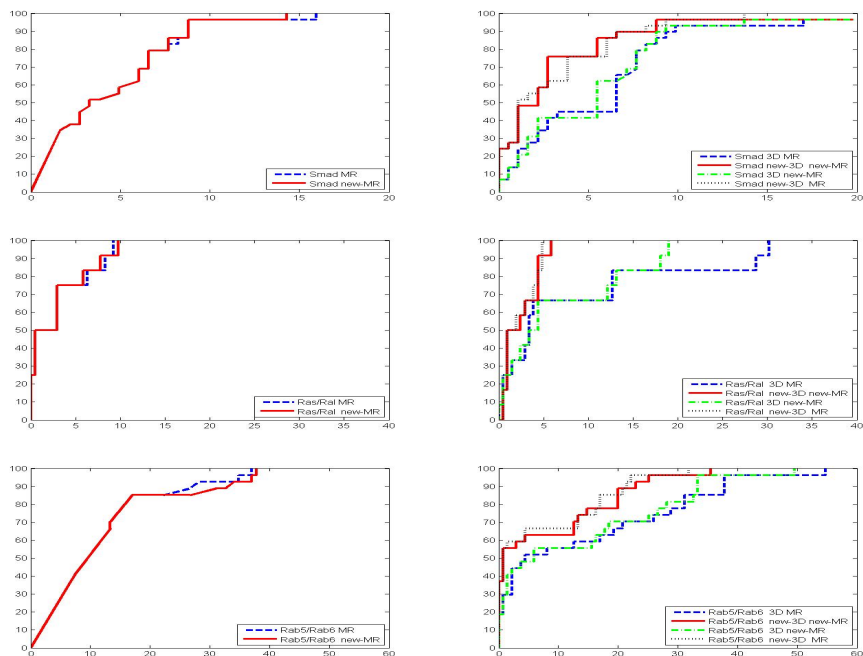 100
90
80
70
60
50
40
30
20
10
0
0 5 10 15 20
Smad MR
Smad new-MR
100
90
80
70
60
50
40
30
20
10
0
0 5 10 15 20
Smad 3D MR
Smad new-3D new-MR
Smad 3D new-MR
Smad new-3D MR
100
90
80
70
60
50
40
30
20
10
0
0 5 10 15 20 25 30 35 40
Ras/Ral MR
Ras/Ral new-MR
100
90
80
70
60
50
40
30
20
10
0
0 5 10 15 20 25 30 35 40
Ras/Ral 3D MR
Ras/Ral new-3D new-MR
Ras/Ral 3D new-MR
Ras/Ral new-3D MR
100
90
80
70
60
50
40
30
20
10
0
0 10 20 30 40 50 60
Rab5/Rab6 MR
Rab5/Rab6 new-MR
100
90
80
70
60
50
40
30
20
10
0
0 10 20 30 40 50 60
Rab5/Rab6 3D MR
Rab5/Rab6 new-3D new-MR
Rab5/Rab6 3D new-MR
Rab5/Rab6 new-3D MR